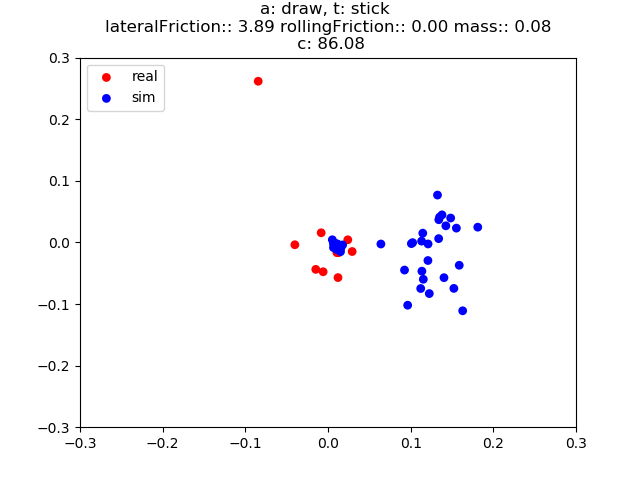 a: draw, t: stick
lateralFriction:: 3.89 rollingFriction:: 0.00 mass:: 0.08
c: 86.08
real
sim
0.3
0.2
0.1
0.0
−0.1
−0.2
−0.3
−0.3 −0.2 −0.1 0.0 0.1 0.2 0.3